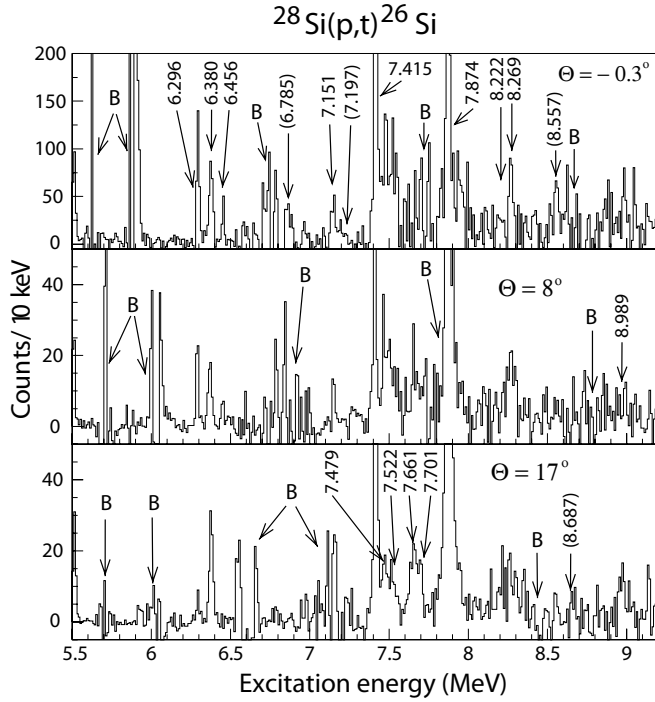 ²⁸Si(p,t)²⁶Si
Counts/ 10 keV
200
150
100
50
0
B
6.296
6.380
6.456
B
(6.785)
7.151
(7.197)
7.415
B
7.874
8.222
8.269
(8.557)
B
Θ = − 0.3°
40
20
0
B
B
B
Θ = 8°
B
8.989
40
20
0
B
B
B
7.479
7.522
7.661
7.701
Θ = 17°
B
(8.687)
5.5
6
6.5
7
7.5
8
8.5
9
Excitation energy (MeV)